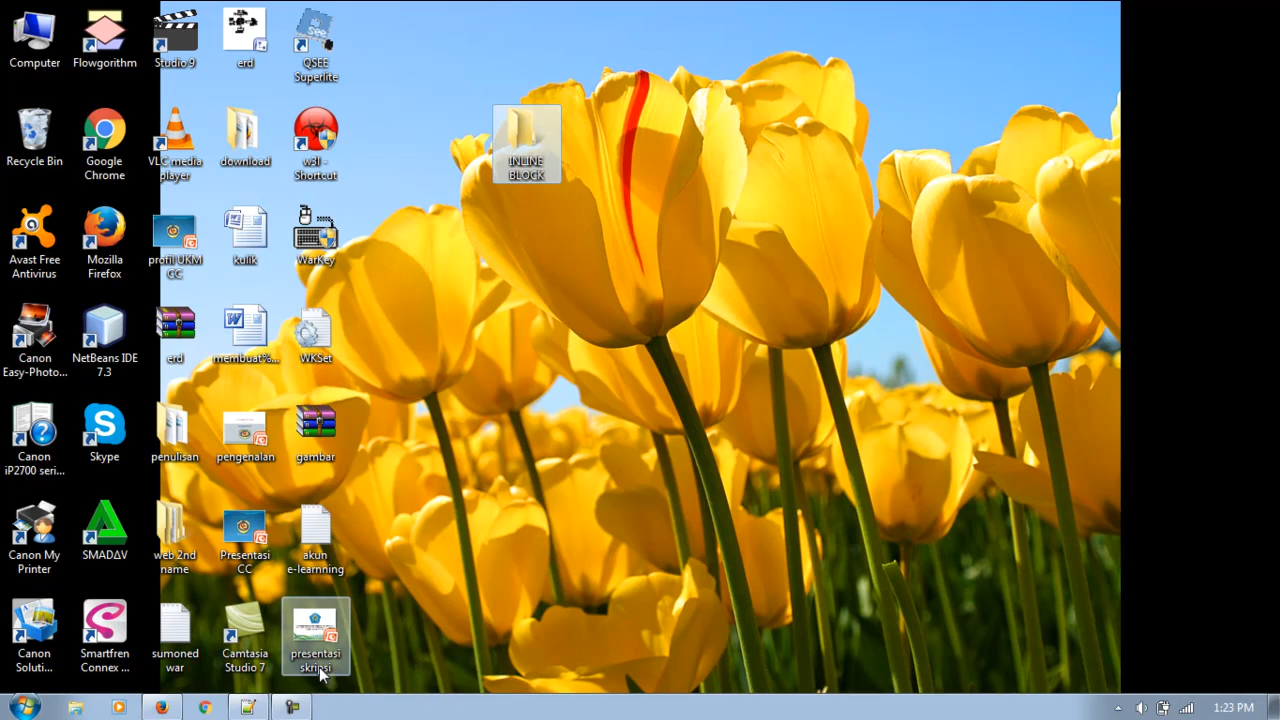 Computer
Flowgorithm
Studio 9
erd
QSEE
Superlite
Recycle Bin
Google
Chrome
VLC media
player
download
w3l -
Shortcut
INLINE
BLOCK
Avast Free
Antivirus
Mozilla
Firefox
profil UKM
CC
kulik
WarKey
Canon
Easy-Photo...
NetBeans IDE
7.3
erd
membuat%...
WKSet
Canon
iP2700 seri...
Skype
penulisan
pengenalan
gambar
Canon My
Printer
SMADΔV
web 2nd
name
Presentasi
CC
akun
e-learnning
Canon
Soluti...
Smartfren
Connex ...
sumoned
war
Camtasia
Studio 7
presentasi
skripsi
1:23 PM